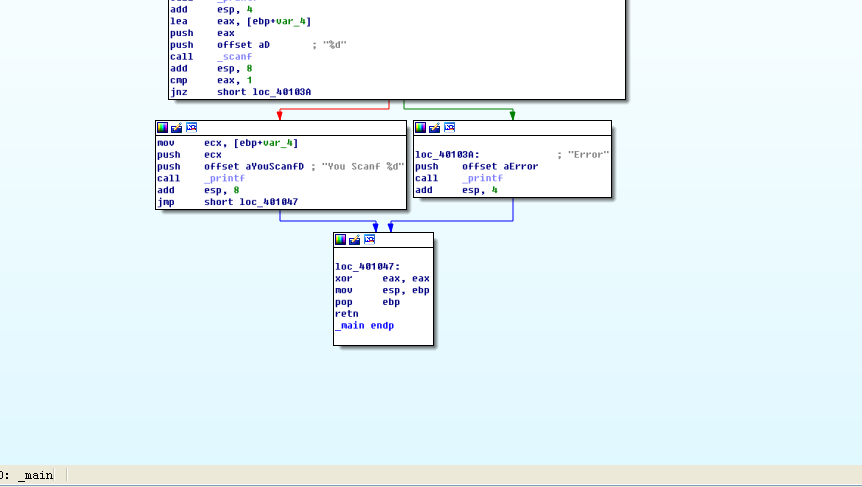 add esp, 4
lea eax, [ebp+var_4]
push eax
push offset aD ; "%d"
call _scanf
add esp, 8
cmp eax, 1
jnz short loc_40103A
mov ecx, [ebp+var_4]
push ecx
push offset aYouScanfD ; "You Scanf %d"
call _printf
add esp, 8
jmp short loc_401047
loc_40103A: ; "Error"
push offset aError
call _printf
add esp, 4
loc_401047:
xor eax, eax
mov esp, ebp
pop ebp
retn
_main endp
0: _main